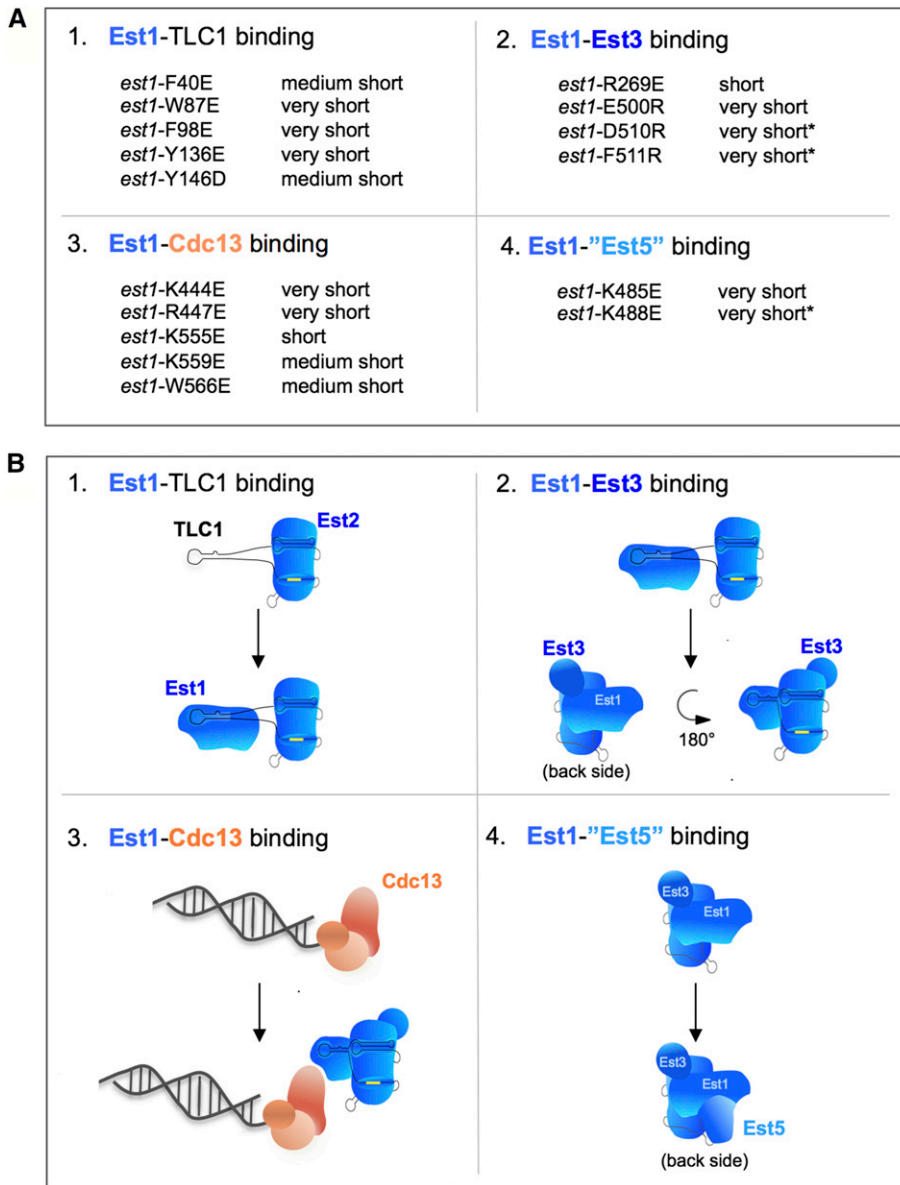 A
1. Est1-TLC1 binding
est1-F40E medium short
est1-W87E very short
est1-F98E very short
est1-Y136E very short
est1-Y146D medium short
2. Est1-Est3 binding
est1-R269E short
est1-E500R very short
est1-D510R very short*
est1-F511R very short*
3. Est1-Cdc13 binding
est1-K444E very short
est1-R447E very short
est1-K555E short
est1-K559E medium short
est1-W566E medium short
4. Est1-”Est5” binding
est1-K485E very short
est1-K488E very short*
B
1. Est1-TLC1 binding
TLC1
Est2
Est1
2. Est1-Est3 binding
Est3
Est1
(back side)
180°
Est3
3. Est1-Cdc13 binding
Cdc13
4. Est1-”Est5” binding
Est3
Est1
Est3
Est1
Est5
(back side)